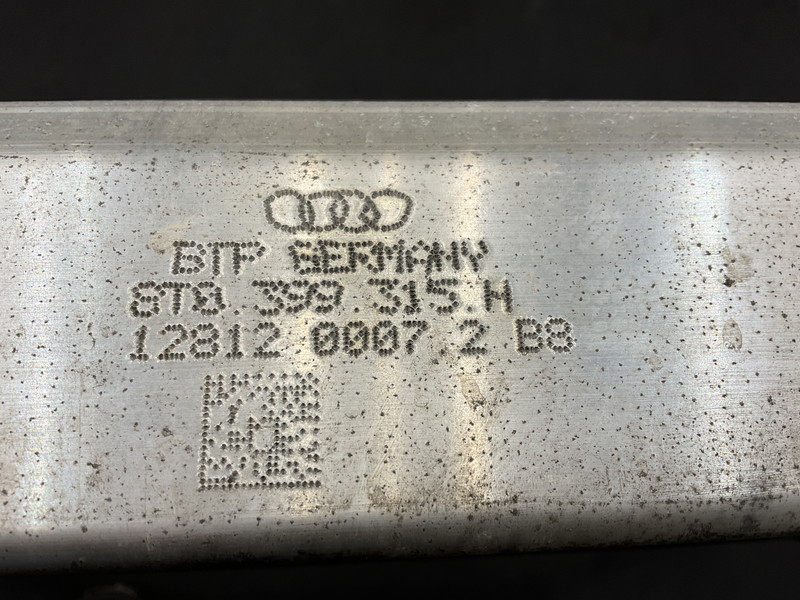 BTP GERMANY
8T0.399.315.H
12812 0007 2 B8